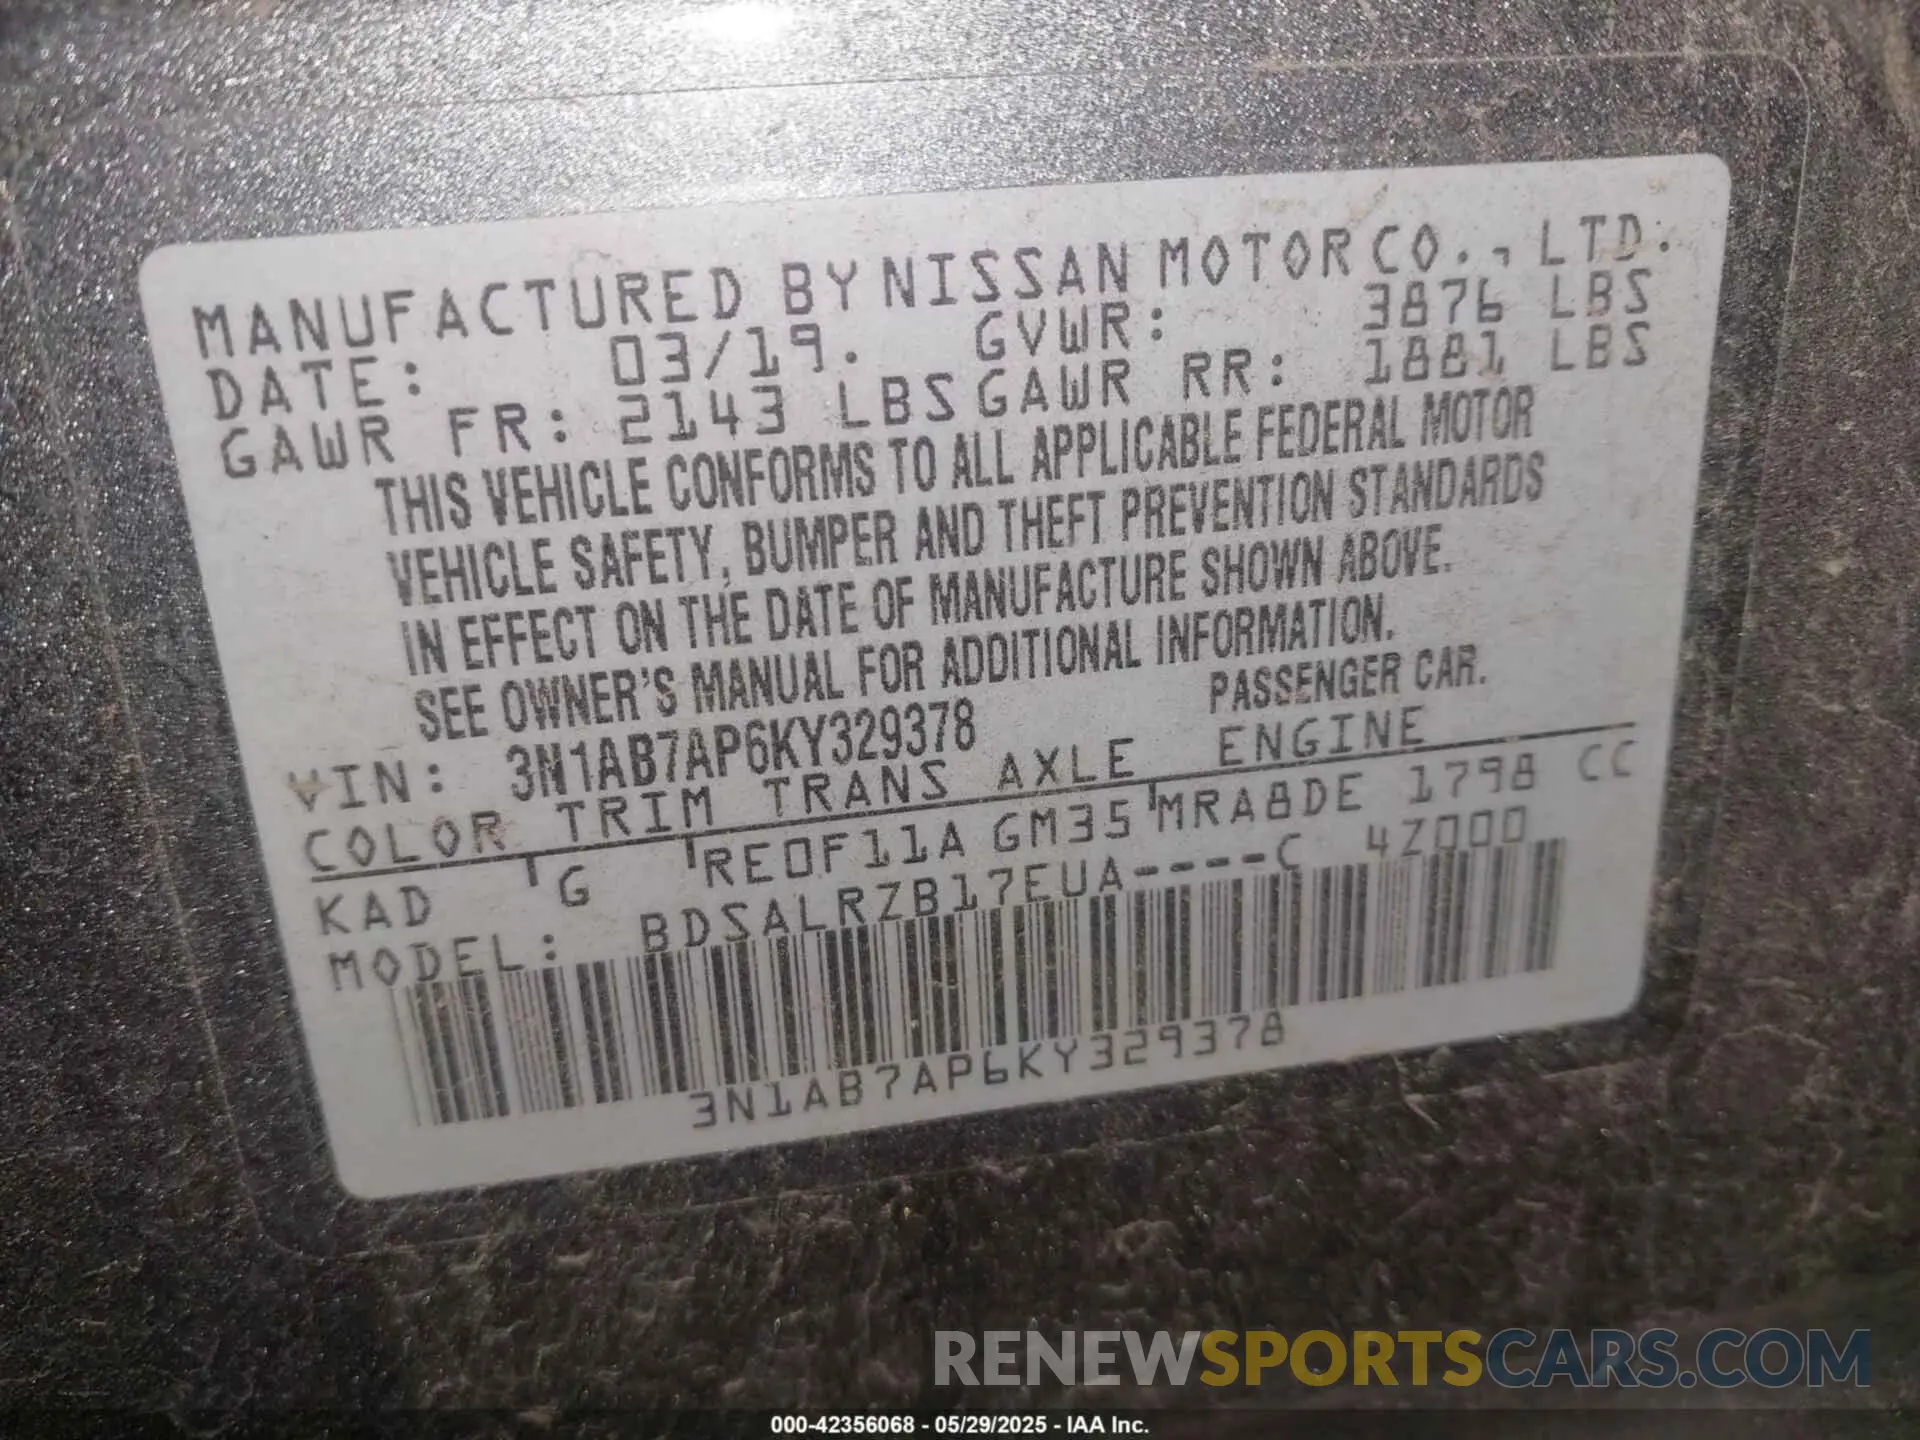 MANUFACTURED BY NISSAN MOTOR CO., LTD.
DATE: 03/19. GVWR: 3876 LBS
GAWR FR: 2143 LBS GAWR RR: 1881 LBS
THIS VEHICLE CONFORMS TO ALL APPLICABLE FEDERAL MOTOR
VEHICLE SAFETY, BUMPER AND THEFT PREVENTION STANDARDS
IN EFFECT ON THE DATE OF MANUFACTURE SHOWN ABOVE.
SEE OWNER'S MANUAL FOR ADDITIONAL INFORMATION.
VIN: 3N1AB7AP6KY329378 PASSENGER CAR.
COLOR TRIM TRANS AXLE ENGINE
KAD G RE0F11A GM35 MRA8DE 1798 CC
MODEL: BDSALRZB17EUA----C 4Z000
3N1AB7AP6KY329378
RENEWSPORTSCARS.COM
000-42356068 - 05/29/2025 - IAA Inc.